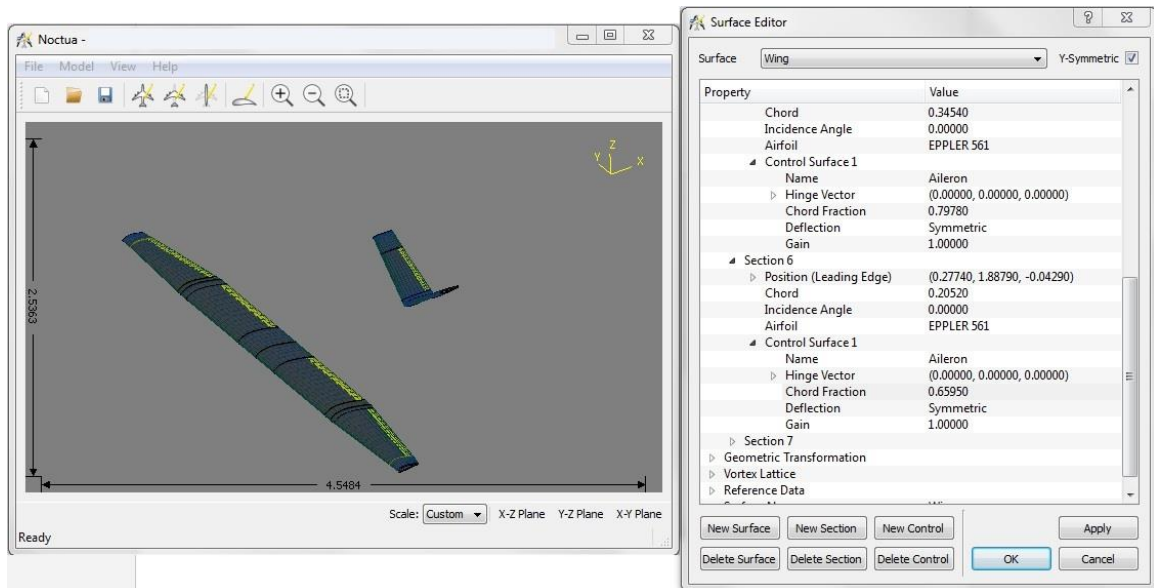 Noctua -
File Model View Help
Z
Y
X
2.5363
4.5484
Scale: Custom X-Z Plane Y-Z Plane X-Y Plane
Ready
Surface Editor
Surface Wing Y-Symmetric
Property Value
Chord 0.34540
Incidence Angle 0.00000
Airfoil EPPLER 561
Control Surface 1
Name Aileron
Hinge Vector (0.00000, 0.00000, 0.00000)
Chord Fraction 0.79780
Deflection Symmetric
Gain 1.00000
Section 6
Position (Leading Edge) (0.27740, 1.88790, -0.04290)
Chord 0.20520
Incidence Angle 0.00000
Airfoil EPPLER 561
Control Surface 1
Name Aileron
Hinge Vector (0.00000, 0.00000, 0.00000)
Chord Fraction 0.65950
Deflection Symmetric
Gain 1.00000
Section 7
Geometric Transformation
Vortex Lattice
Reference Data
New Surface New Section New Control Apply
Delete Surface Delete Section Delete Control OK Cancel